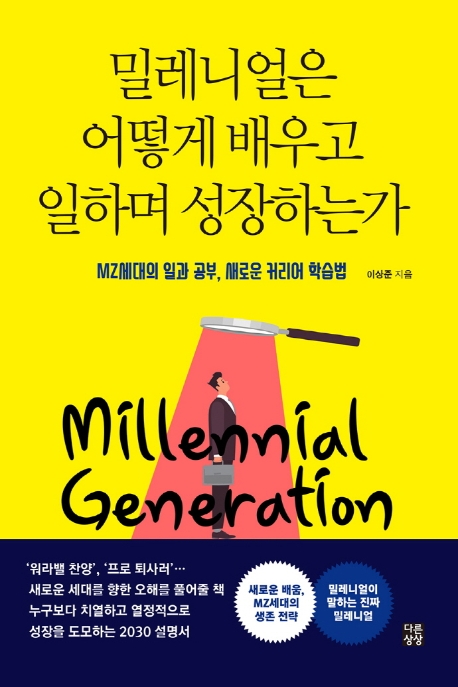 밀레니얼은
어떻게 배우고
일하며 성장하는가
MZ세대의 일과 공부, 새로운 커리어 학습법
이상준 지음
Millennial
Generation
‘워라밸 찬양’, ‘프로 퇴사러’…
새로운 세대를 향한 오해를 풀어줄 책
누구보다 치열하고 열정적으로
성장을 도모하는 2030 설명서
새로운 배움,
MZ세대의
생존 전략
밀레니얼이
말하는 진짜
밀레니얼
다른
상상